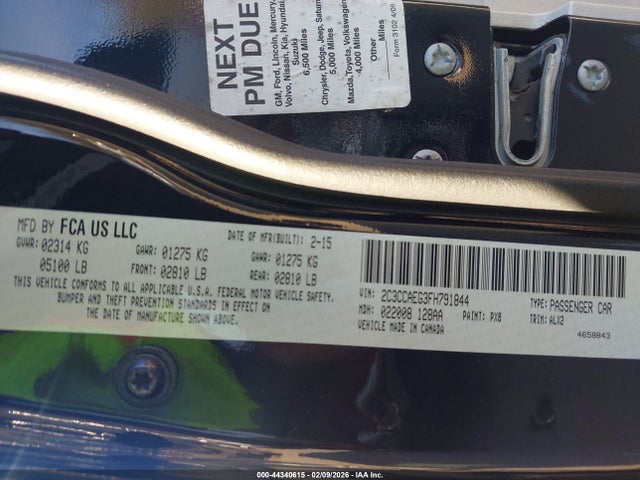 NEXT
PM DUE
GM, Ford, Lincoln, Mercury,
Volvo, Nissan, Kia, Hyundai,
Suzuki
6,500 Miles
Chrysler, Dodge, Jeep, Saturn
5,000 Miles
Mazda, Toyota, Volkswagen
4,000 Miles
Other
Miles
Form 3102 4/09
MFD BY FCA US LLC
DATE OF MFR(BUILT): 2-15
GVWR: 02314 KG
GAWR: 01275 KG
GAWR: 01275 KG
05100 LB
FRONT: 02810 LB
REAR: 02810 LB
THIS VEHICLE CONFORMS TO ALL APPLICABLE U.S.A. FEDERAL MOTOR VEHICLE SAFETY,
BUMPER AND THEFT PREVENTION STANDARDS IN EFFECT ON
THE DATE OF MANUFACTURE SHOWN ABOVE.
VIN: 2C3CCAEG3FH791844
TYPE: PASSENGER CAR
MDH: 022008 128AA
PAINT: PX8
TRIM: ALX2
VEHICLE MADE IN CANADA
4658843
000-44340615 - 02/09/2026 - IAA Inc.